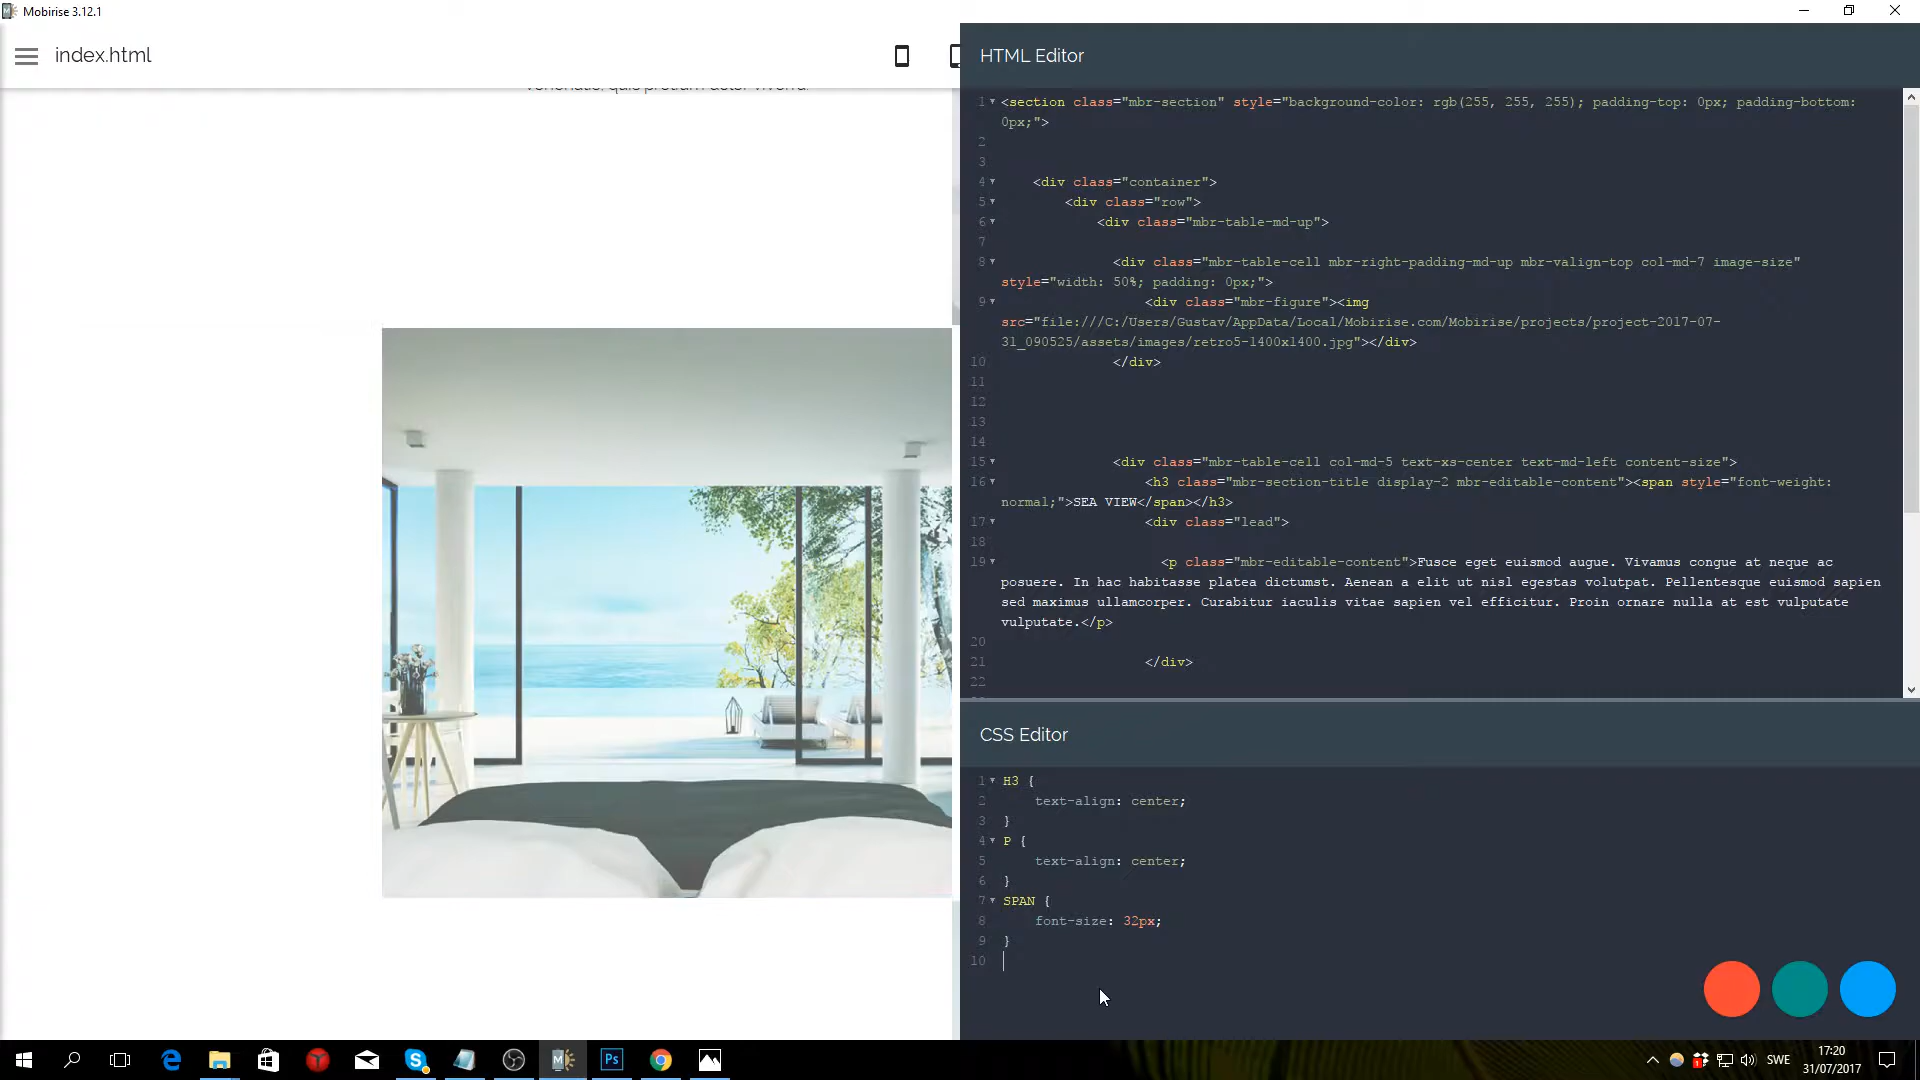 Mobirise 3.12.1
index.html
HTML Editor
1 <section class="mbr-section" style="background-color: rgb(255, 255, 255); padding-top: 0px; padding-bottom:
0px;">
2
3
4 <div class="container">
5 <div class="row">
6 <div class="mbr-table-md-up">
7
8 <div class="mbr-table-cell mbr-right-padding-md-up mbr-valign-top col-md-7 image-size"
style="width: 50%; padding: 0px;">
9 <div class="mbr-figure"><img
src="file:///C:/Users/Gustav/AppData/Local/Mobirise.com/Mobirise/projects/project-2017-07-
31_090525/assets/images/retro5-1400x1400.jpg"></div>
10 </div>
11
12
13
14
15 <div class="mbr-table-cell col-md-5 text-xs-center text-md-left content-size">
16 <h3 class="mbr-section-title display-2 mbr-editable-content"><span style="font-weight:
normal;">SEA VIEW</span></h3>
17 <div class="lead">
18
19 <p class="mbr-editable-content">Fusce eget euismod augue. Vivamus congue at neque ac
posuere. In hac habitasse platea dictumst. Aenean a elit ut nisl egestas volutpat. Pellentesque euismod sapien
sed maximus ullamcorper. Curabitur iaculis vitae sapien vel efficitur. Proin ornare nulla at est vulputate
vulputate.</p>
20
21 </div>
22
CSS Editor
1 H3 {
2 text-align: center;
3 }
4 P {
5 text-align: center;
6 }
7 SPAN {
8 font-size: 32px;
9 }
10
Ps
SWE
17:20
31/07/2017